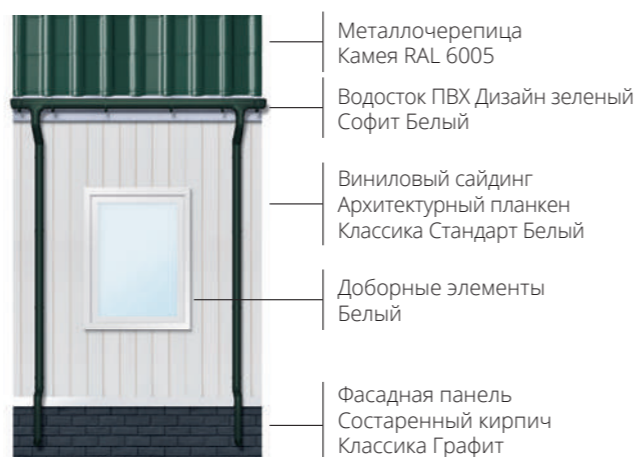 Металлочерепица
Камея RAL 6005
Водосток ПВХ Дизайн зеленый
Софит Белый
Виниловый сайдинг
Архитектурный планкен
Классика Стандарт Белый
Доборные элементы
Белый
Фасадная панель
Состаренный кирпич
Классика Графит